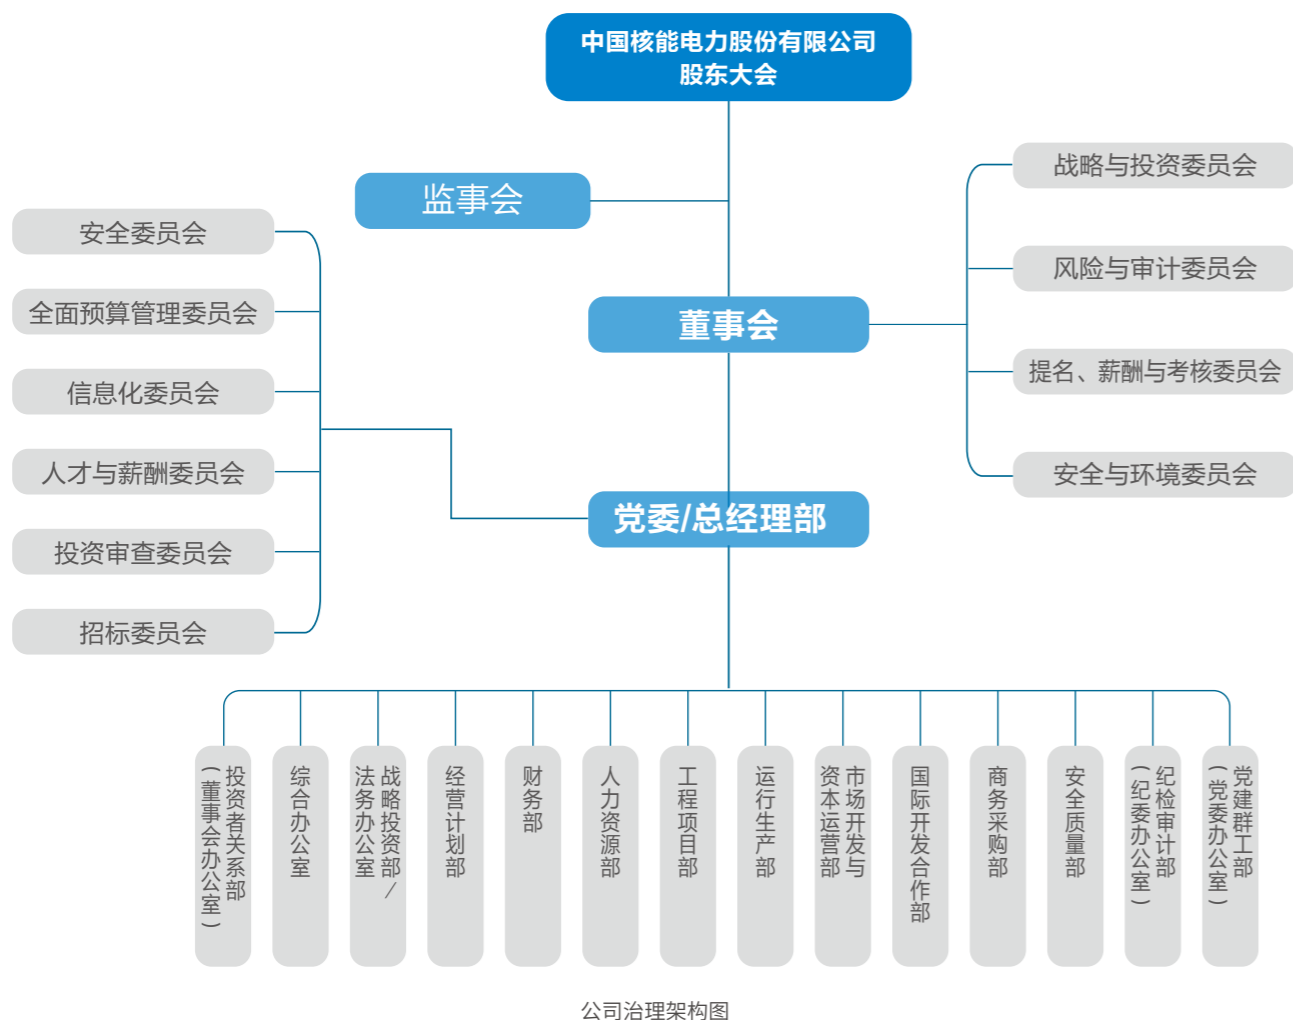 中国核能电力股份有限公司
股东大会
监事会
董事会
党委/总经理部
战略与投资委员会
风险与审计委员会
提名、薪酬与考核委员会
安全与环境委员会
安全委员会
全面预算管理委员会
信息化委员会
人才与薪酬委员会
投资审查委员会
招标委员会
投资者关系部
(董事会办公室)
综合办公室
战略投资部/
法务办公室
经营计划部
财务部
人力资源部
工程项目部
运行生产部
市场开发与
资本运营部
国际开发合作部
商务采购部
安全质量部
纪检审计部
(纪委办公室)
党建群工部
(党委办公室)
公司治理架构图